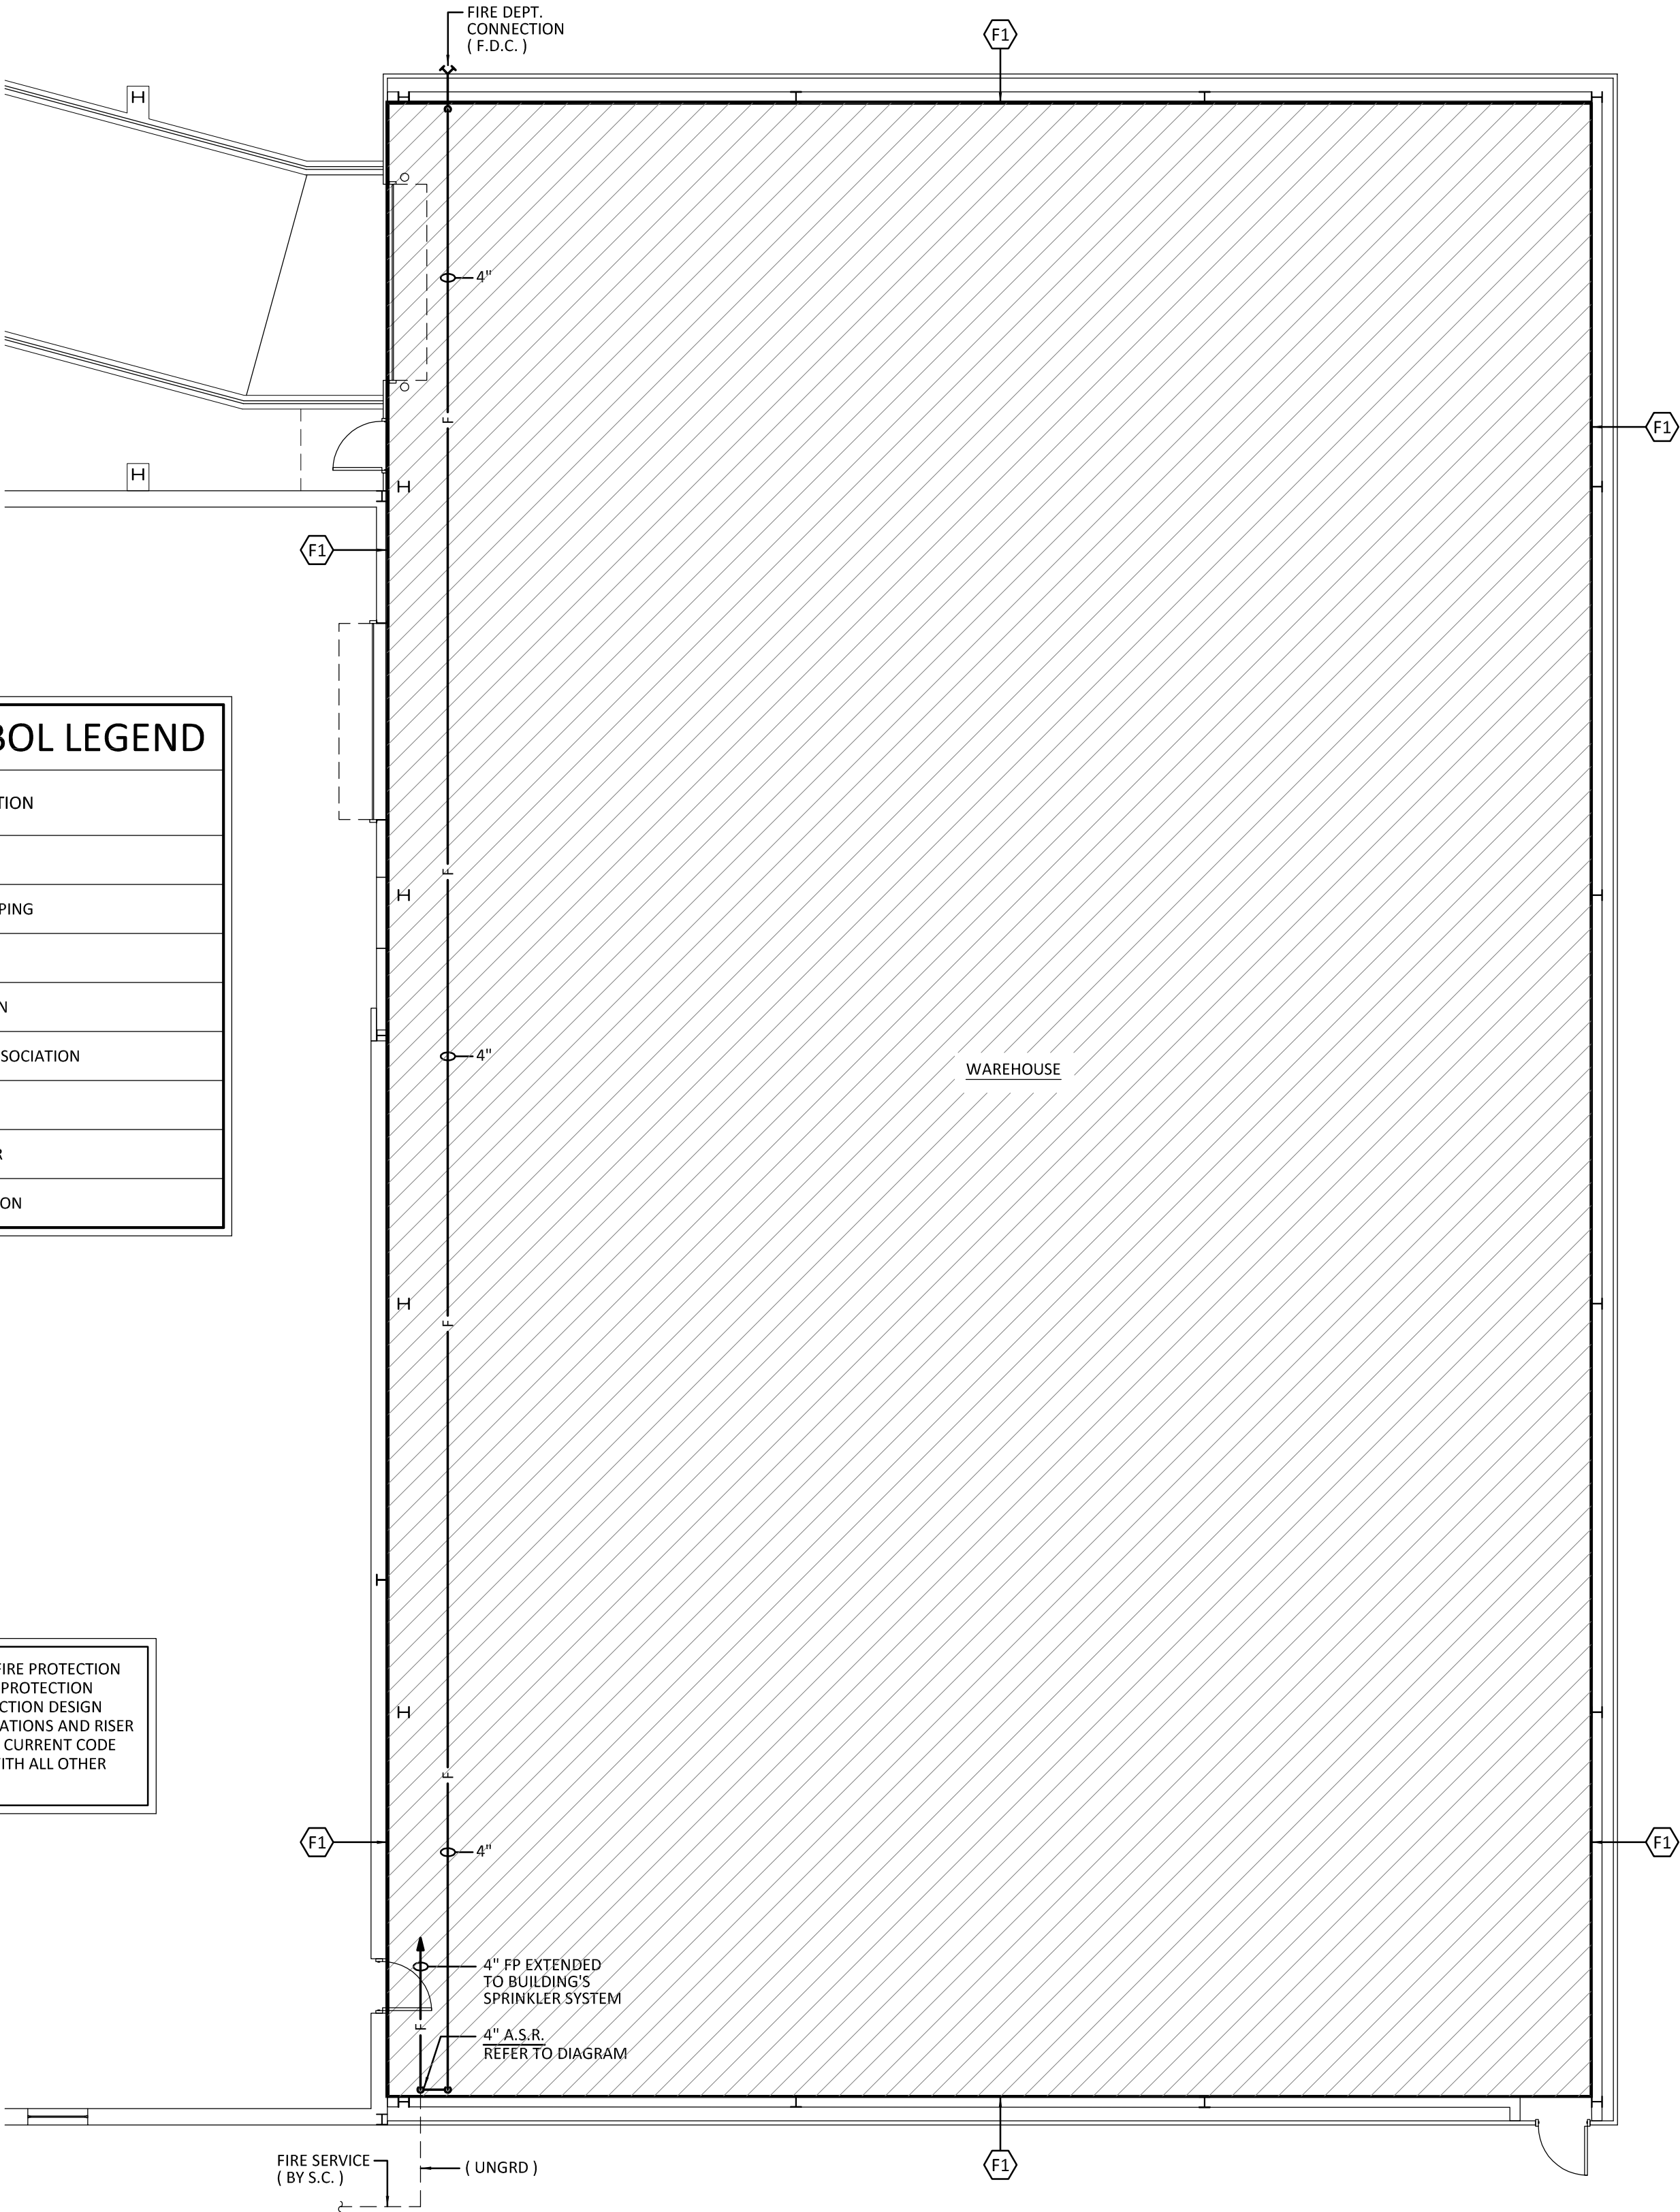 FIRE DEPT.
CONNECTION
( F.D.C. )
F1
H
4"
F
F1
H
H
F1
BOL LEGEND
TION
PING
N
SOCIATION
R
ON
F
H
4"
WAREHOUSE
H
F
FIRE PROTECTION
PROTECTION
CTION DESIGN
ATIONS AND RISER
CURRENT CODE
ITH ALL OTHER
H
F
F1
F1
4"
4" FP EXTENDED
TO BUILDING'S
SPRINKLER SYSTEM
F
4" A.S.R.
REFER TO DIAGRAM
FIRE SERVICE
( BY S.C. )
( UNGRD )
F1